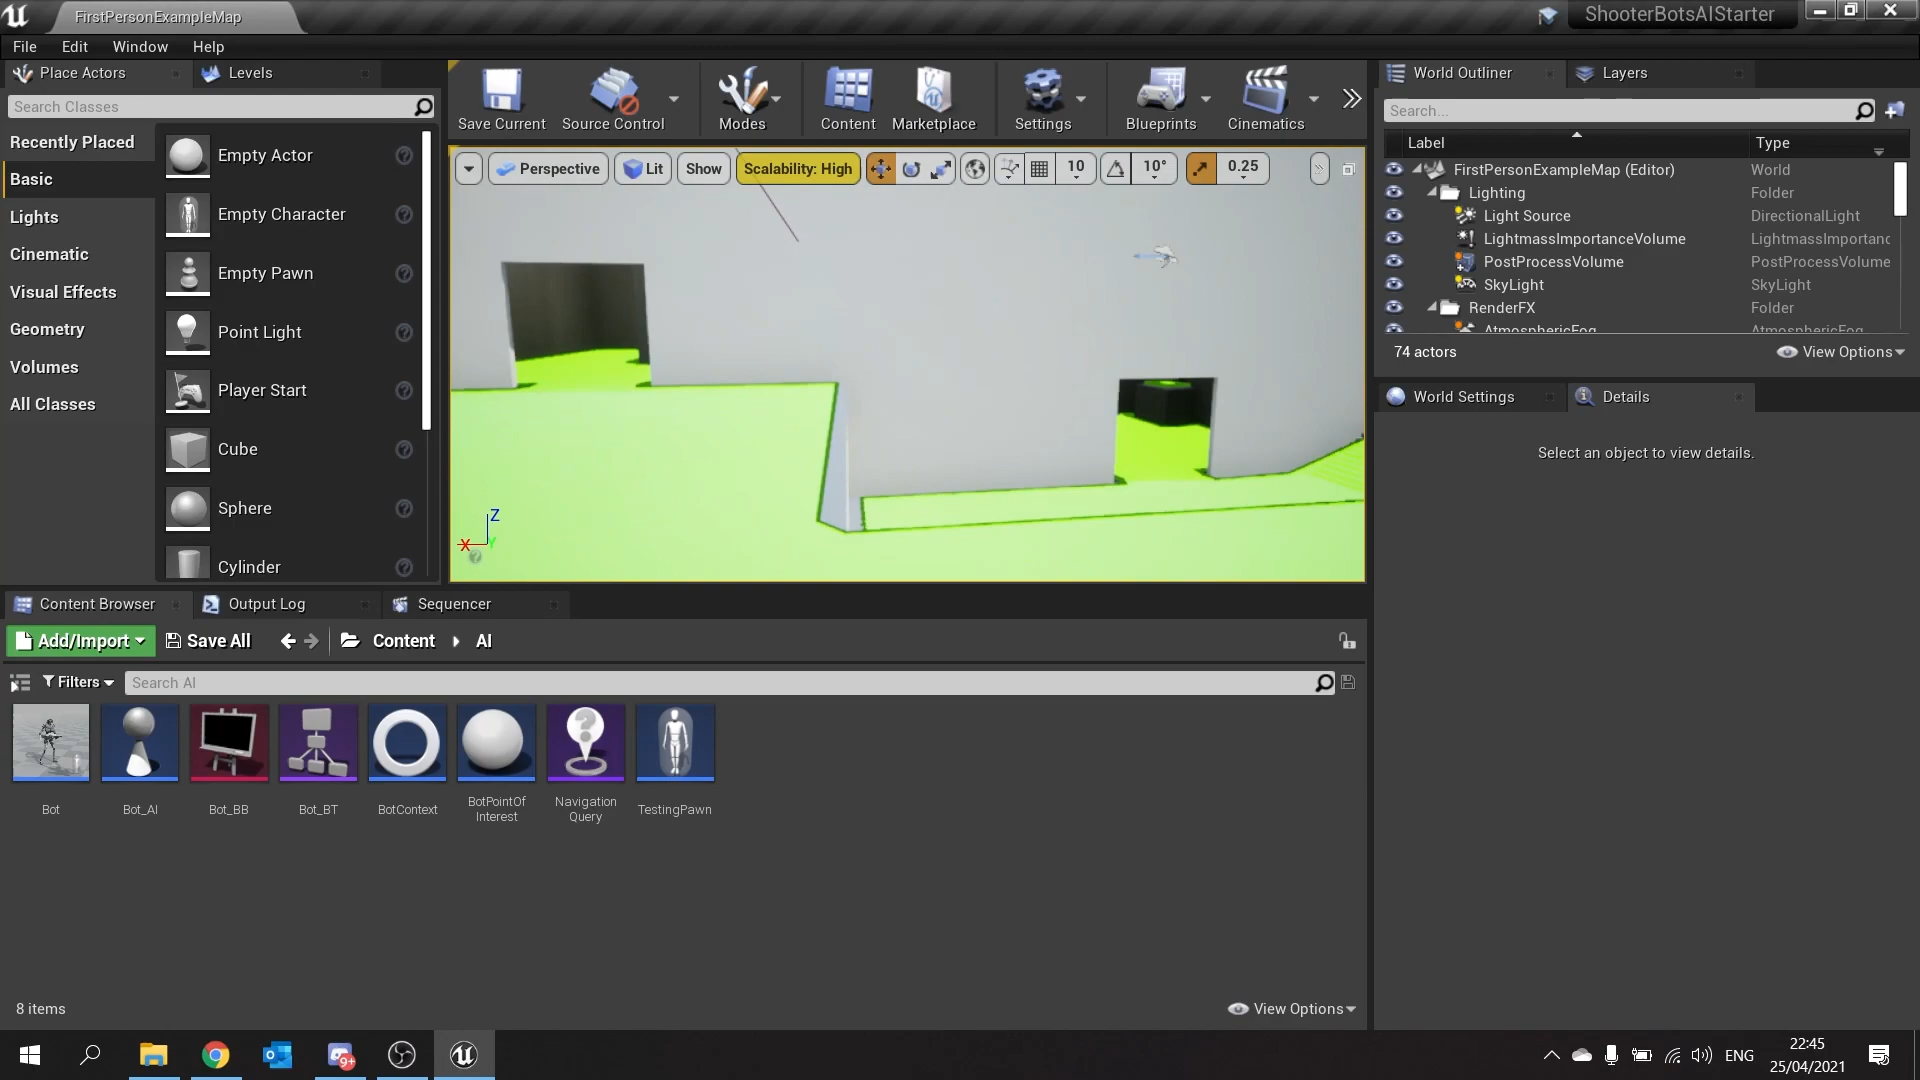 FirstPersonExampleMap
ShooterBotsAIStarter
File Edit Window Help
Place Actors
Levels
Search Classes
Recently Placed
Basic
Lights
Cinematic
Visual Effects
Geometry
Volumes
All Classes
Empty Actor
Empty Character
Empty Pawn
Point Light
Player Start
Cube
Sphere
Cylinder
Save Current
Source Control
Modes
Content
Marketplace
Settings
Blueprints
Cinematics
Perspective
Lit
Show
Scalability: High
10
10°
0.25
Z
X
Y
World Outliner
Layers
Search...
Label Type
FirstPersonExampleMap (Editor) World
Lighting Folder
Light Source DirectionalLight
LightmassImportanceVolume LightmassImportanc
PostProcessVolume PostProcessVolume
SkyLight SkyLight
RenderFX Folder
AtmosphericFog AtmosphericFog
74 actors
View Options
World Settings
Details
Select an object to view details.
Content Browser
Output Log
Sequencer
Add/Import
Save All
Content
AI
Filters
Search AI
Bot
Bot_AI
Bot_BB
Bot_BT
BotContext
BotPointOf
Interest
Navigation
Query
TestingPawn
8 items
View Options
9+
ENG
22:45
25/04/2021